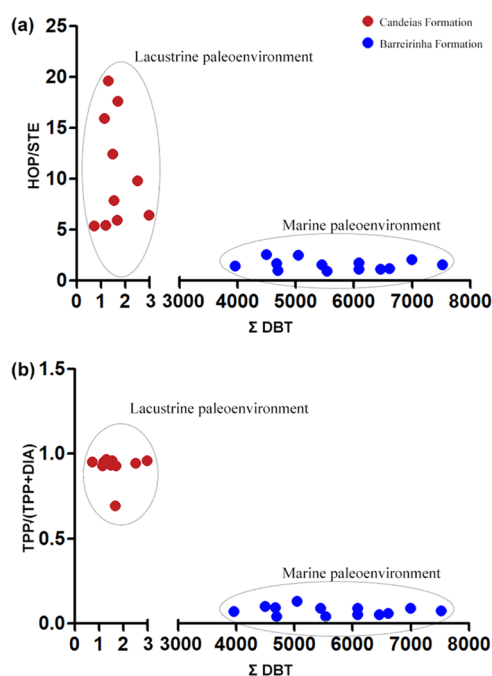 (a)
Candeias Formation
Barreirinha Formation
Lacustrine paleoenvironment
25
20
15
10
5
0
HOP/STE
Marine paleoenvironment
0 1 2 3 3000 4000 5000 6000 7000 8000
Σ DBT
(b)
1.5
1.0
0.5
0.0
TPP/(TPP+DIA)
Lacustrine paleoenvironment
Marine paleoenvironment
0 1 2 3 3000 4000 5000 6000 7000 8000
Σ DBT